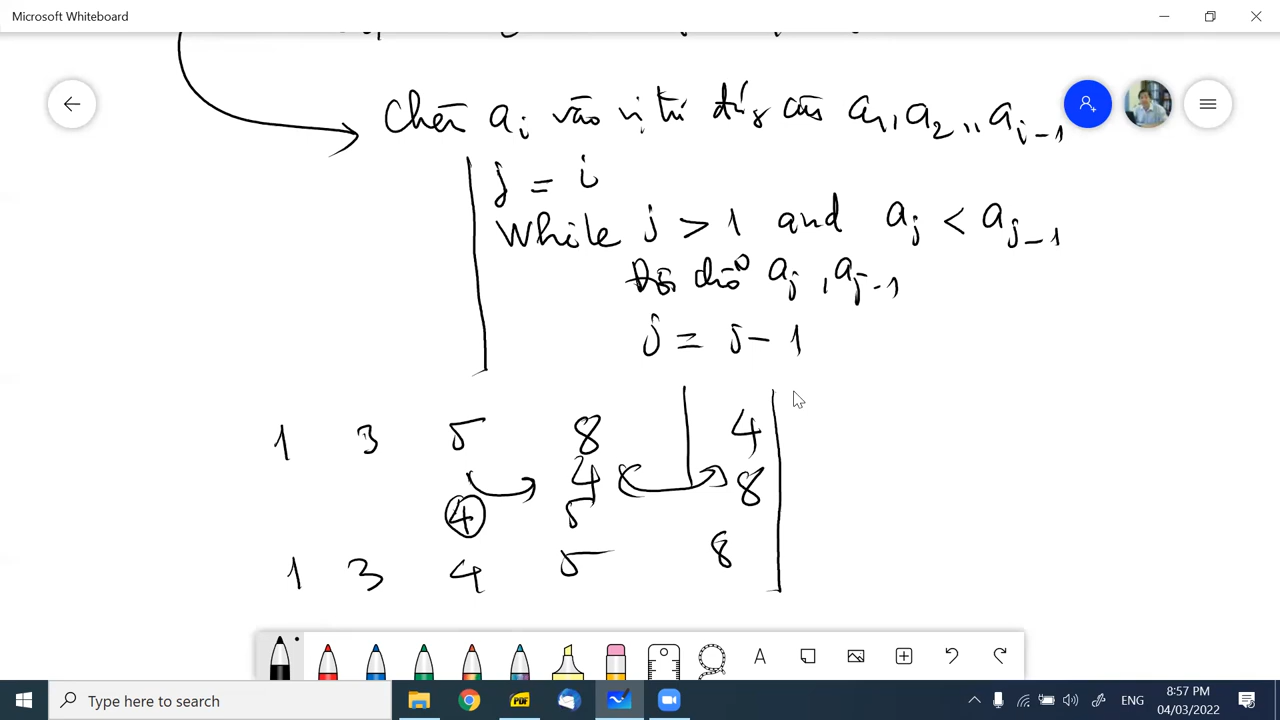 Microsoft Whiteboard
Chèn ai vào vị trí đúng của a1, a2,,, ai-1
j = i
While j > 1 and aj < aj-1
Đổi chỗ aj, aj-1
j = j - 1
1 3 5 8 4
4 8
4 5
1 3 4 5 8
Type here to search
PDF
ENG
8:57 PM
04/03/2022